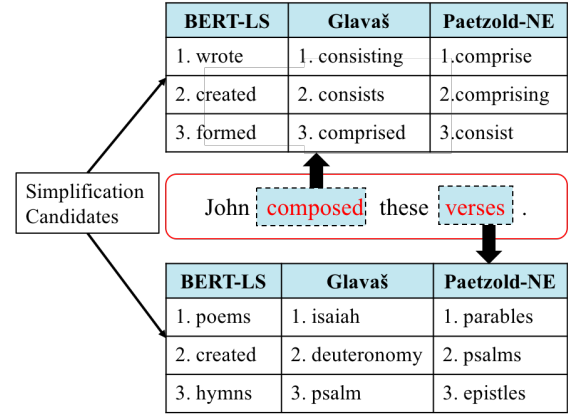 BERT-LS Glavaš Paetzold-NE
1. wrote 1. consisting 1.comprise
2. created 2. consists 2.comprising
3. formed 3. comprised 3.consist
Simplification
Candidates
John composed these verses .
BERT-LS Glavaš Paetzold-NE
1. poems 1. isaiah 1. parables
2. created 2. deuteronomy 2. psalms
3. hymns 3. psalm 3. epistles